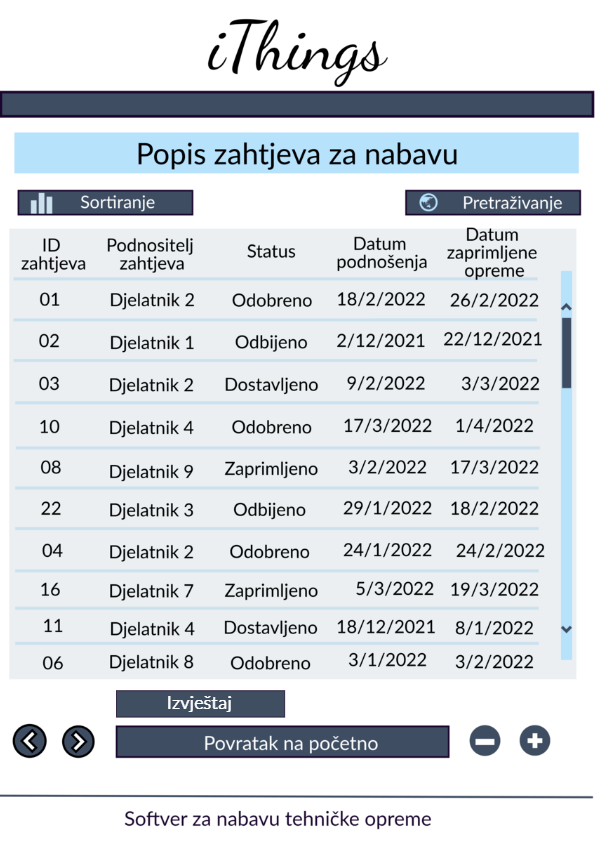 iThings
Popis zahtjeva za nabavu
Sortiranje Pretraživanje
ID zahtjeva Podnositelj zahtjeva Status Datum podnošenja Datum zaprimljene opreme
01 Djelatnik 2 Odobreno 18/2/2022 26/2/2022
02 Djelatnik 1 Odbijeno 2/12/2021 22/12/2021
03 Djelatnik 2 Dostavljeno 9/2/2022 3/3/2022
10 Djelatnik 4 Odobreno 17/3/2022 1/4/2022
08 Djelatnik 9 Zaprimljeno 3/2/2022 17/3/2022
22 Djelatnik 3 Odbijeno 29/1/2022 18/2/2022
04 Djelatnik 2 Odobreno 24/1/2022 24/2/2022
16 Djelatnik 7 Zaprimljeno 5/3/2022 19/3/2022
11 Djelatnik 4 Dostavljeno 18/12/2021 8/1/2022
06 Djelatnik 8 Odobreno 3/1/2022 3/2/2022
Izvještaj
Povratak na početno
Softver za nabavu tehničke opreme